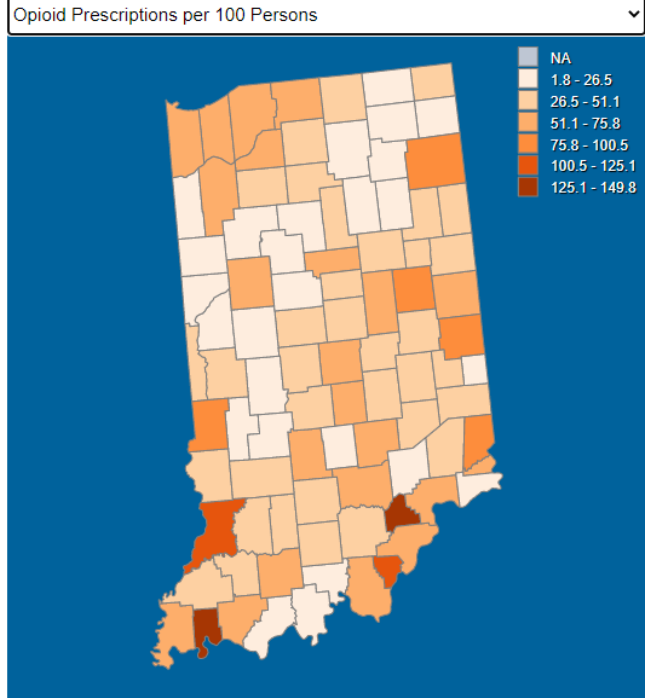 Opioid Prescriptions per 100 Persons
NA
1.8 - 26.5
26.5 - 51.1
51.1 - 75.8
75.8 - 100.5
100.5 - 125.1
125.1 - 149.8